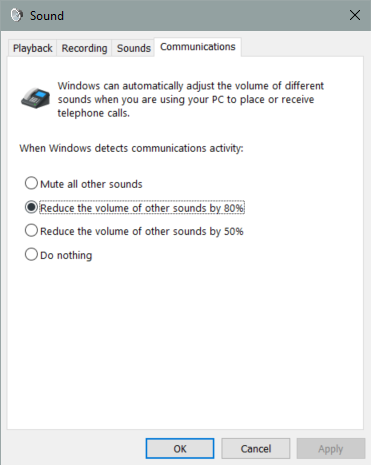 Sound
Playback Recording Sounds Communications
Windows can automatically adjust the volume of different
sounds when you are using your PC to place or receive
telephone calls.
When Windows detects communications activity:
Mute all other sounds
Reduce the volume of other sounds by 80%
Reduce the volume of other sounds by 50%
Do nothing
OK Cancel Apply